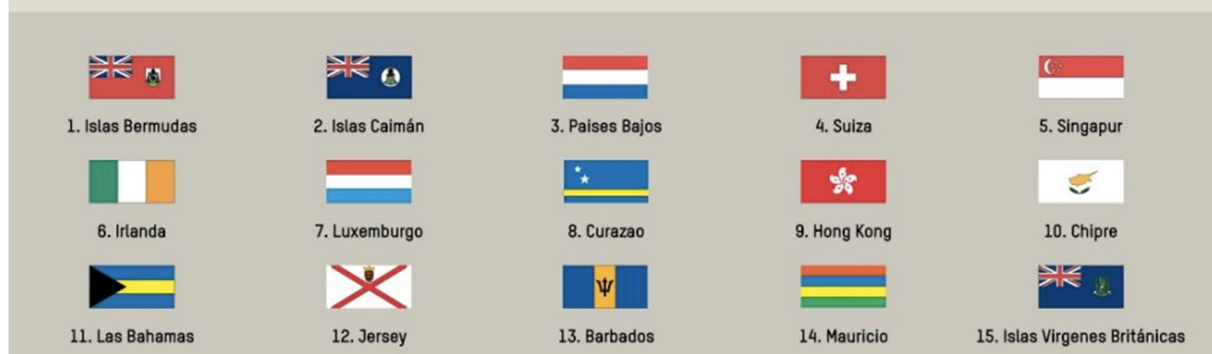 1. Islas Bermudas
2. Islas Caimán
3. Paises Bajos
4. Suiza
5. Singapur
6. Irlanda
7. Luxemburgo
8. Curazao
9. Hong Kong
10. Chipre
11. Las Bahamas
12. Jersey
13. Barbados
14. Mauricio
15. Islas Virgenes Británicas